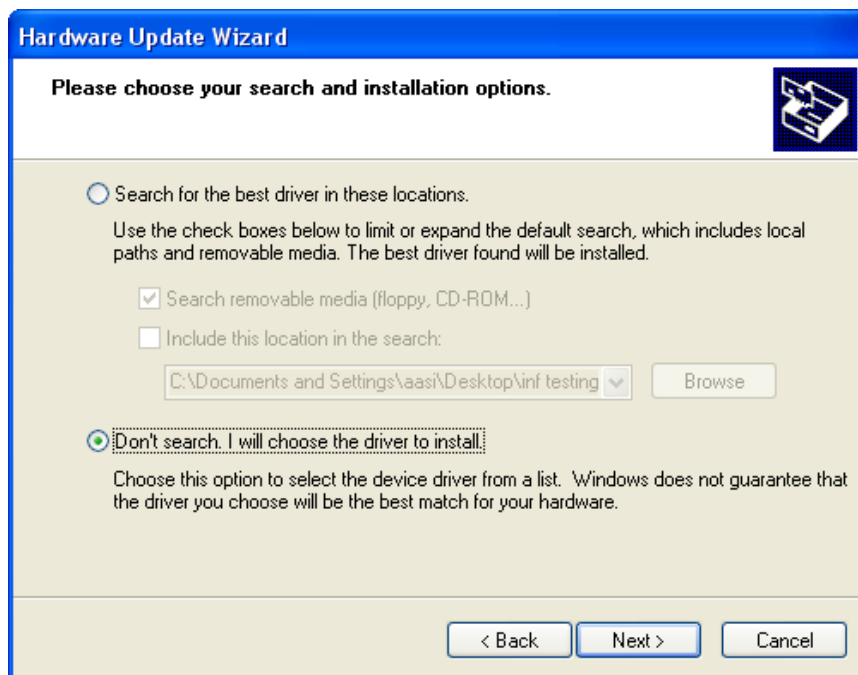 Hardware Update Wizard
Please choose your search and installation options.
Search for the best driver in these locations.
Use the check boxes below to limit or expand the default search, which includes local
paths and removable media. The best driver found will be installed.
Search removable media (floppy, CD-ROM...)
Include this location in the search:
C:\Documents and Settings\aasi\Desktop\inf testing
Browse
Don't search. I will choose the driver to install.
Choose this option to select the device driver from a list.  Windows does not guarantee that
the driver you choose will be the best match for your hardware.
< Back Next > Cancel